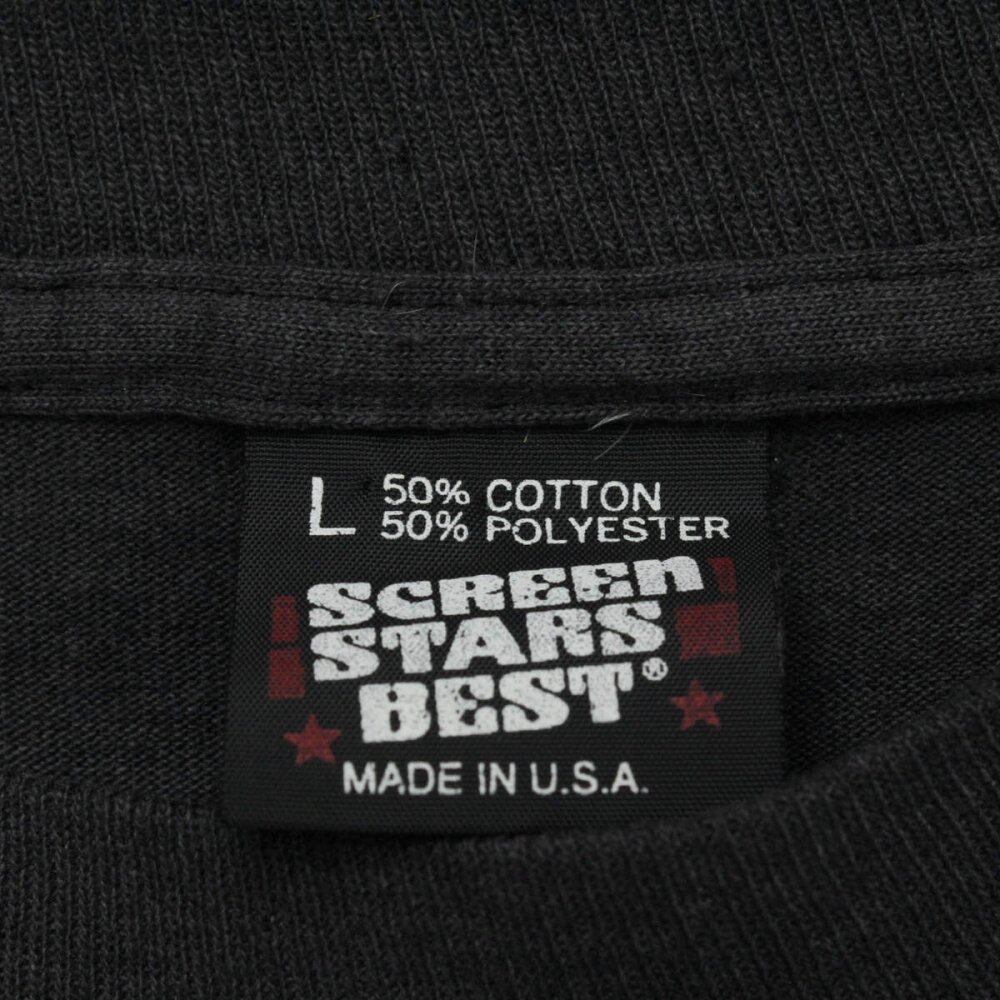 L 50% COTTON
50% POLYESTER
SCREEN
STARS
BEST®
MADE IN U.S.A.